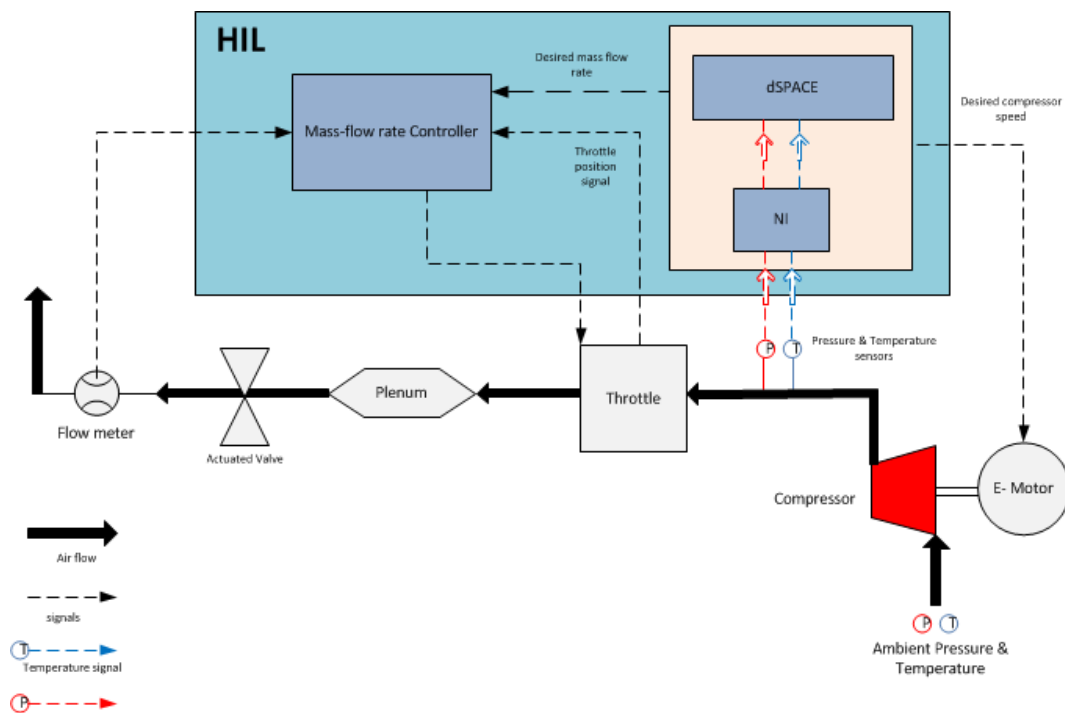 HIL
Desired mass flow
rate
dSPACE
Desired compressor
speed
Mass-flow rate Controller
Throttle
position
signal
NI
P
T
Pressure & Temperature
sensors
Plenum
Throttle
Flow meter
Actuated Valve
Compressor
E- Motor
Air flow
signals
P
T
Ambient Pressure &
Temperature
T
Temperature signal
P